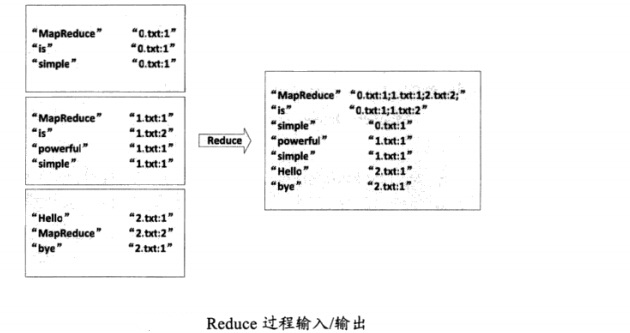 “MapReduce” “0.txt:1”
“is” “0.txt:1”
“simple” “0.txt:1”
“MapReduce” “1.txt:1”
“is” “1.txt:2”
“powerful” “1.txt:1”
“simple” “1.txt:1”
“Hello” “2.txt:1”
“MapReduce” “2.txt:2”
“bye” “2.txt:1”
Reduce
“MapReduce” “0.txt:1;1.txt:1;2.txt:2;”
“is” “0.txt:1;1.txt:2”
“simple” “0.txt:1”
“powerful” “1.txt:1”
“simple” “1.txt:1”
“Hello” “2.txt:1”
“bye” “2.txt:1”
Reduce 过程输入/输出